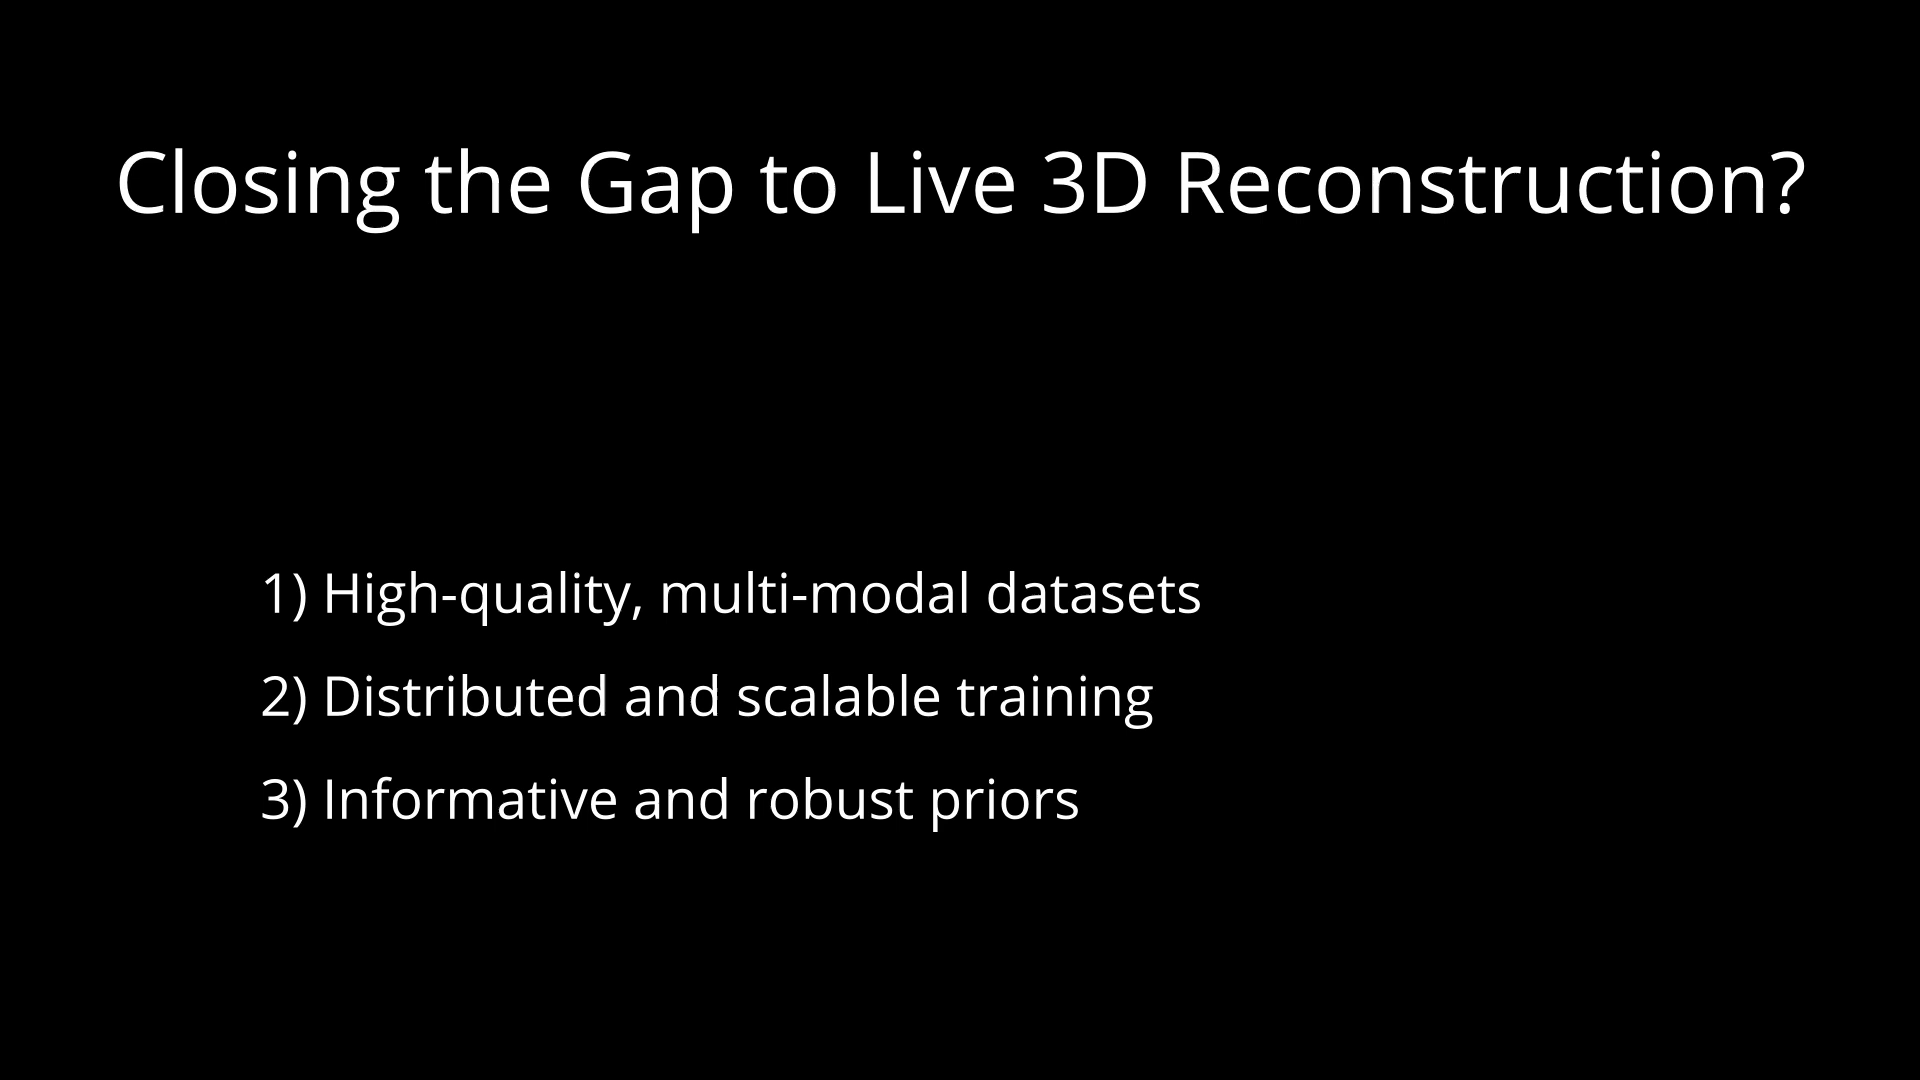 Closing the Gap to Live 3D Reconstruction?
1) High-quality, multi-modal datasets
2) Distributed and scalable training
3) Informative and robust priors